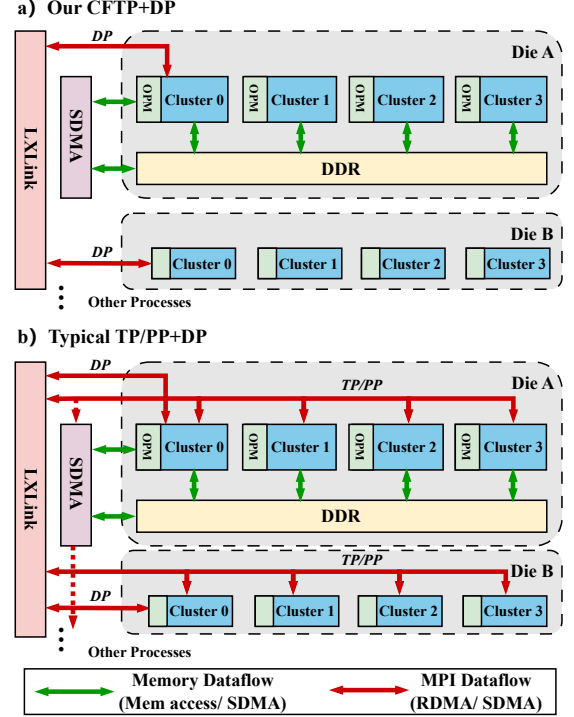 a) Our CFTP+DP
DP
Die A
LXLink
SDMA
OPM
Cluster 0
OPM
Cluster 1
OPM
Cluster 2
OPM
Cluster 3
DDR
Die B
DP
Cluster 0
Cluster 1
Cluster 2
Cluster 3
Other Processes
b) Typical TP/PP+DP
DP
TP/PP
Die A
LXLink
SDMA
OPM
Cluster 0
OPM
Cluster 1
OPM
Cluster 2
OPM
Cluster 3
DDR
TP/PP
Die B
DP
Cluster 0
Cluster 1
Cluster 2
Cluster 3
Other Processes
Memory Dataflow
(Mem access/ SDMA)
MPI Dataflow
(RDMA/ SDMA)